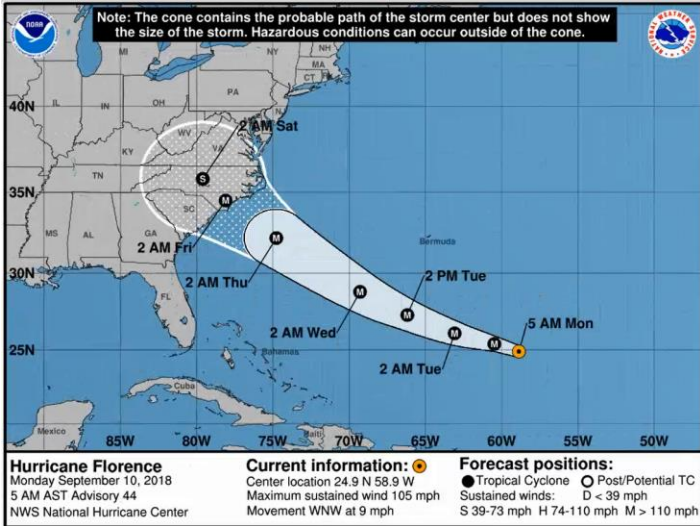 Note: The cone contains the probable path of the storm center but does not show
the size of the storm. Hazardous conditions can occur outside of the cone.
NOAA
NATIONAL WEATHER SERVICE
MI
NY
NH
MA
CT
40N
IL
IN
OH
PA
2 AM Sat
WV
VA
KY
S
TN
35N
M
SC
MS
AL
GA
2 AM Fri
M
Bermuda
30N
2 AM Thu
2 PM Tue
FL
M
M
5 AM Mon
2 AM Wed
M
M
25N
Bahamas
2 AM Tue
Cuba
Mexico
Haiti
85W
80W
75W
70W
65W
60W
55W
50W
Hurricane Florence
Monday September 10, 2018
5 AM AST Advisory 44
NWS National Hurricane Center
Current information:
Center location 24.9 N 58.9 W
Maximum sustained wind 105 mph
Movement WNW at 9 mph
Forecast positions:
Tropical Cyclone Post/Potential TC
Sustained winds: D < 39 mph
S 39-73 mph H 74-110 mph M > 110 mph